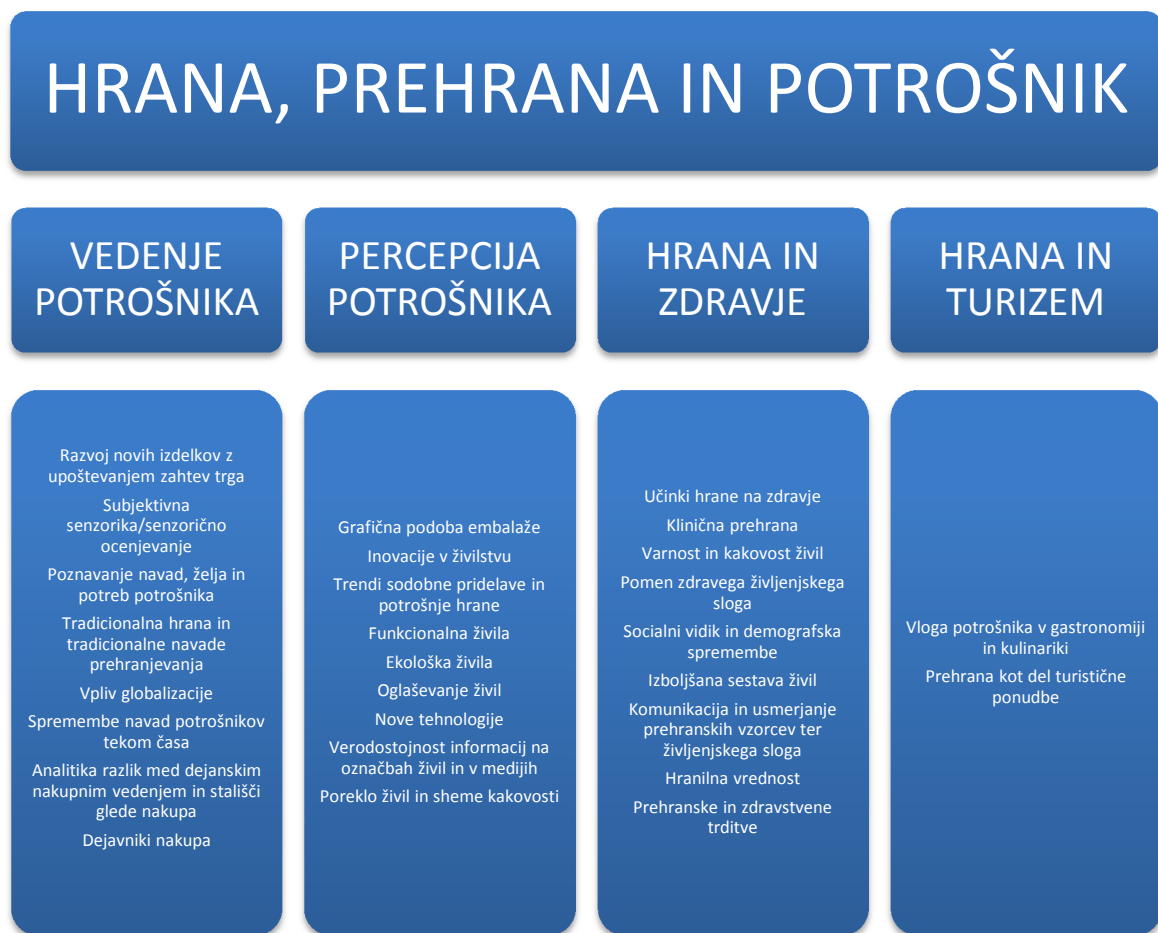 HRANA, PREHRANA IN POTROŠNIK
VEDENJE
POTROŠNIKA
PERCEPCIJA
POTROŠNIKA
HRANA IN
ZDRAVJE
HRANA IN
TURIZEM
Razvoj novih izdelkov z
upoštevanjem zahtev trga
Subjektivna
senzorika/senzorično
ocenjevanje
Poznavanje navad, želja in
potreb potrošnika
Tradicionalna hrana in
tradicionalne navade
prehranjevanja
Vpliv globalizacije
Spremembe navad potrošnikov
tekom časa
Analitika razlik med dejanskim
nakupnim vedenjem in stališči
glede nakupa
Dejavniki nakupa
Grafična podoba embalaže
Inovacije v živilstvu
Trendi sodobne pridelave in
potrošnje hrane
Funkcionalna živila
Ekološka živila
Oglaševanje živil
Nove tehnologije
Verodostojnost informacij na
označbah živil in v medijih
Poreklo živil in sheme kakovosti
Učinki hrane na zdravje
Klinična prehrana
Varnost in kakovost živil
Pomen zdravega življenjskega
sloga
Socialni vidik in demografska
spremembe
Izboljšana sestava živil
Komunikacija in usmerjanje
prehranskih vzorcev ter
življenjskega sloga
Hranilna vrednost
Prehranske in zdravstvene
trditve
Vloga potrošnika v gastronomiji
in kulinariki
Prehrana kot del turistične
ponudbe